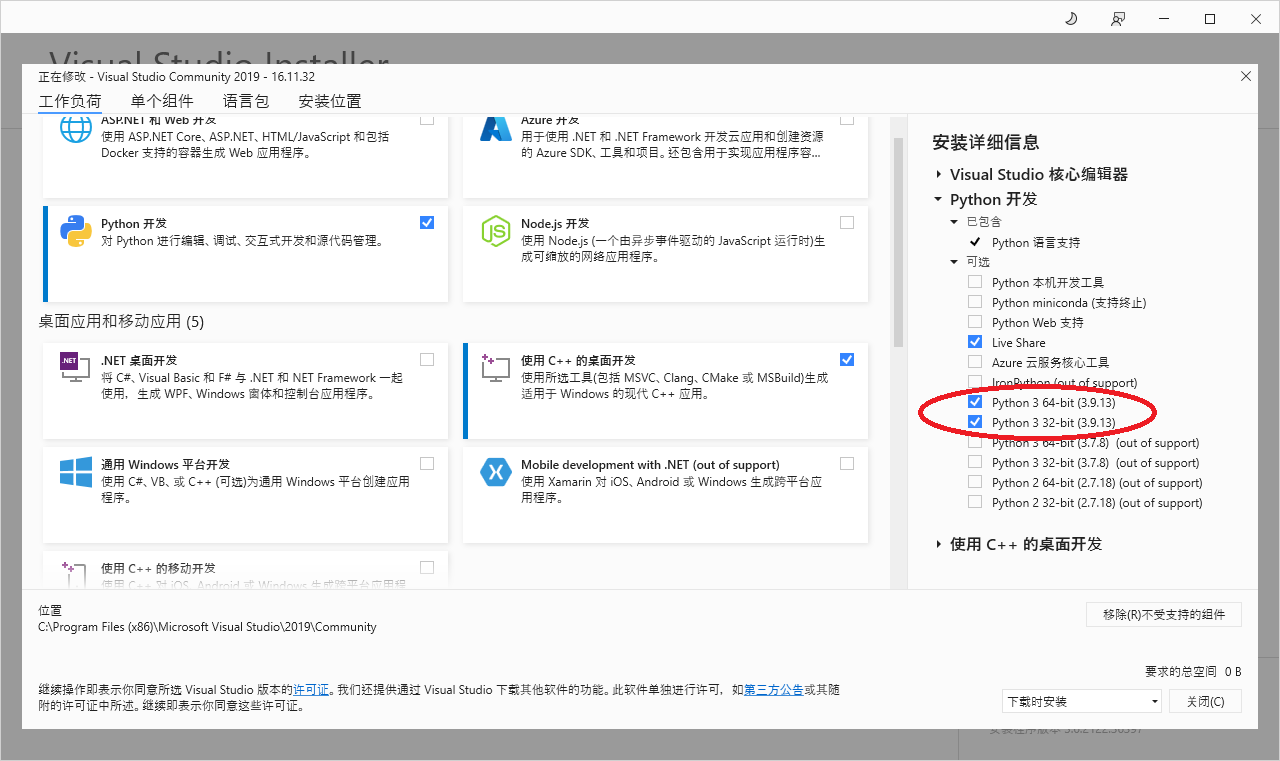 Visual Studio Installer
正在修改 - Visual Studio Community 2019 - 16.11.32
工作负荷 单个组件 语言包 安装位置
ASP.NET 和 Web 开发
使用 ASP.NET Core、ASP.NET、HTML/JavaScript 和包括
Docker 支持的容器生成 Web 应用程序。
Azure 开发
用于使用 .NET 和 .NET Framework 开发云应用和创建资源
的 Azure SDK、工具和项目。还包含用于实现应用程序容...
Python 开发
对 Python 进行编辑、调试、交互式开发和源代码管理。
Node.js 开发
使用 Node.js (一个由异步事件驱动的 JavaScript 运行时)生
成可缩放的网络应用程序。
桌面应用和移动应用 (5)
.NET
.NET 桌面开发
将 C#、Visual Basic 和 F# 与 .NET 和 .NET Framework 一起
使用，生成 WPF、Windows 窗体和控制台应用程序。
使用 C++ 的桌面开发
使用所选工具(包括 MSVC、Clang、CMake 或 MSBuild)生成
适用于 Windows 的现代 C++ 应用。
通用 Windows 平台开发
使用 C#、VB、或 C++ (可选)为通用 Windows 平台创建应用
程序。
Mobile development with .NET (out of support)
使用 Xamarin 对 iOS、Android 或 Windows 生成跨平台应
用程序。
使用 C++ 的移动开发
使用 C++ 对 iOS、Android 或 Windows 生成跨平台应用程
安装详细信息
Visual Studio 核心编辑器
Python 开发
已包含
Python 语言支持
可选
Python 本机开发工具
Python miniconda (支持终止)
Python Web 支持
Live Share
Azure 云服务核心工具
IronPython (out of support)
Python 3 64-bit (3.9.13)
Python 3 32-bit (3.9.13)
Python 3 64-bit (3.7.8) (out of support)
Python 3 32-bit (3.7.8) (out of support)
Python 2 64-bit (2.7.18) (out of support)
Python 2 32-bit (2.7.18) (out of support)
使用 C++ 的桌面开发
位置
C:\Program Files (x86)\Microsoft Visual Studio\2019\Community
移除(R)不受支持的组件
要求的总空间 0 B
继续操作即表示你同意所选 Visual Studio 版本的许可证。我们还提供通过 Visual Studio 下载其他软件的功能。此软件单独进行许可，如第三方公告或其随
附的许可证中所述。继续即表示你同意这些许可证。
下载时安装
关闭(C)